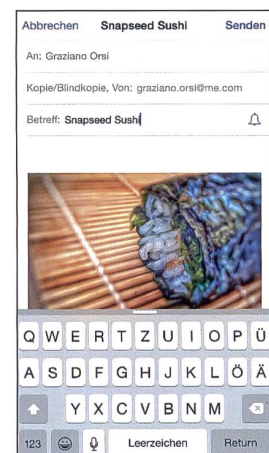 Abbrechen Snapseed Sushi Senden
An: Graziano Orsi
Kopie/Blindkopie, Von: graziano.orsi@me.com
Betreff: Snapseed Sushi
Q W E R T Z U I O P Ü
A S D F G H J K L Ö Ä
Y X C V B N M
123 Leerzeichen Return